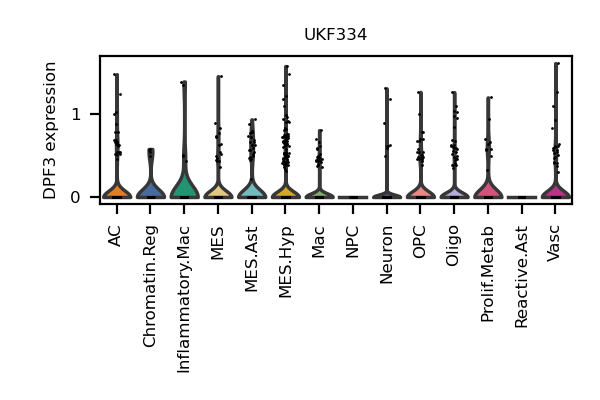 UKF334
DPF3 expression
1
0
AC
Chromatin.Reg
Inflammatory.Mac
MES
MES.Ast
MES.Hyp
Mac
NPC
Neuron
OPC
Oligo
Prolif.Metab
Reactive.Ast
Vasc